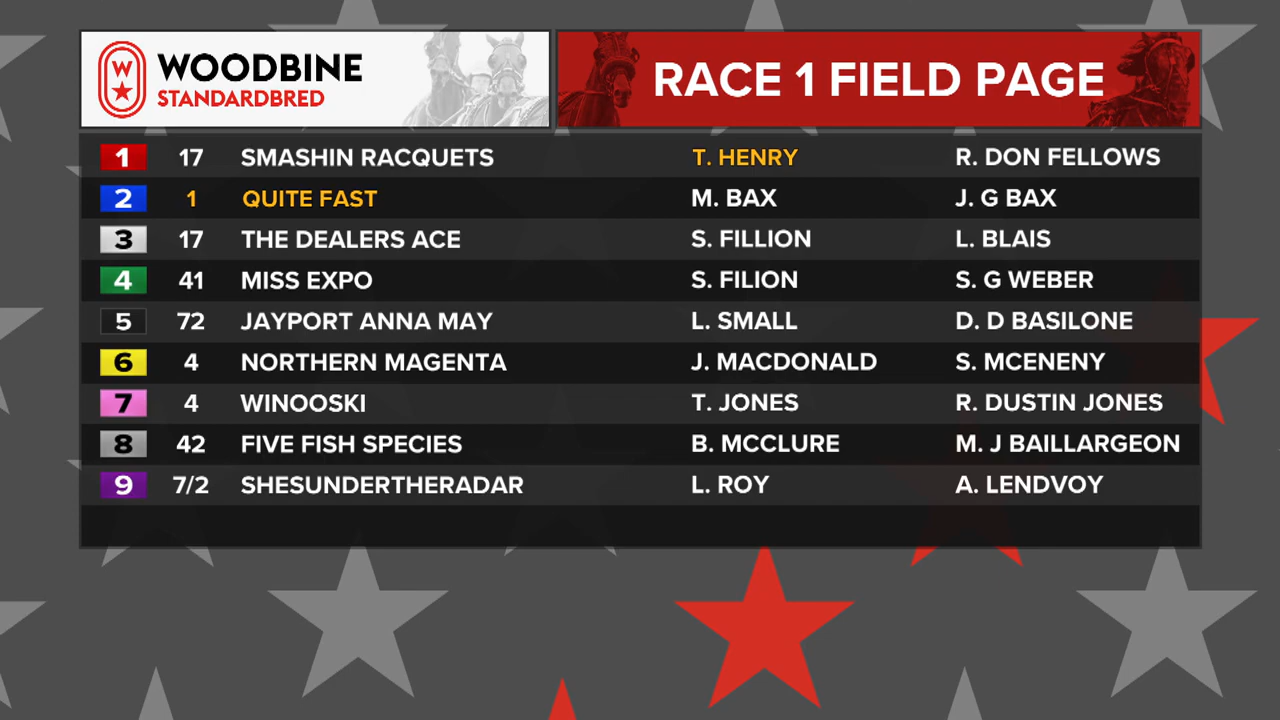 W
WOODBINE
STANDARDBRED
RACE 1 FIELD PAGE
1 17 SMASHIN RACQUETS T. HENRY R. DON FELLOWS
2 1 QUITE FAST M. BAX J. G BAX
3 17 THE DEALERS ACE S. FILLION L. BLAIS
4 41 MISS EXPO S. FILION S. G WEBER
5 72 JAYPORT ANNA MAY L. SMALL D. D BASILONE
6 4 NORTHERN MAGENTA J. MACDONALD S. MCENENY
7 4 WINOOSKI T. JONES R. DUSTIN JONES
8 42 FIVE FISH SPECIES B. MCCLURE M. J BAILLARGEON
9 7/2 SHESUNDERTHERADAR L. ROY A. LENDVOY